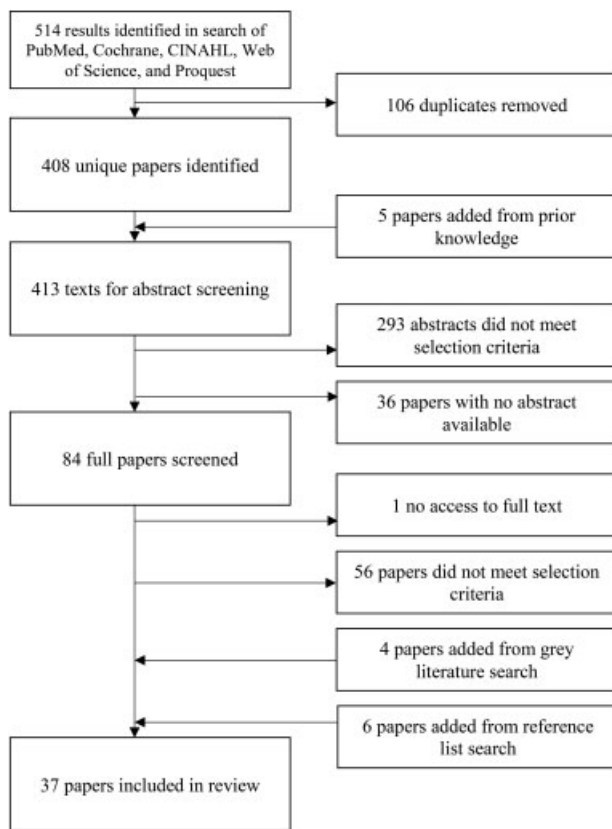 514 results identified in search of
PubMed, Cochrane, CINAHL, Web
of Science, and Proquest
106 duplicates removed
408 unique papers identified
5 papers added from prior
knowledge
413 texts for abstract screening
293 abstracts did not meet
selection criteria
36 papers with no abstract
available
84 full papers screened
1 no access to full text
56 papers did not meet selection
criteria
4 papers added from grey
literature search
6 papers added from reference
list search
37 papers included in review